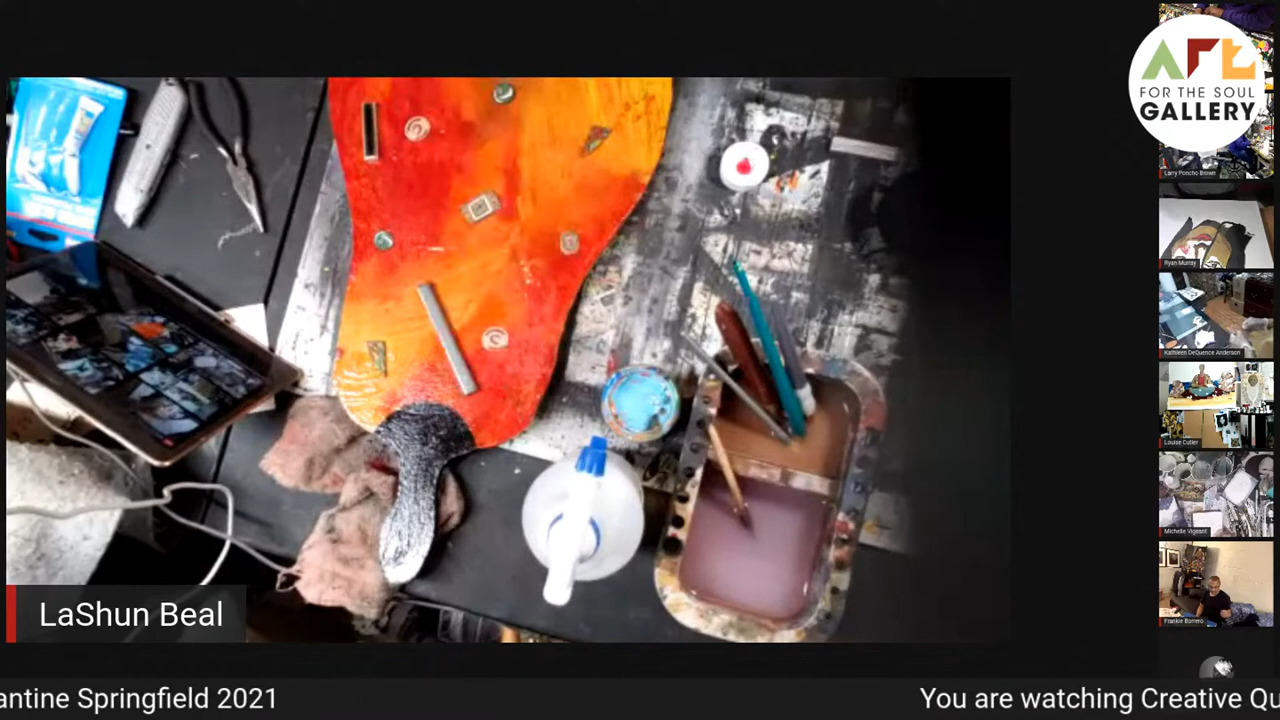 ART
FOR THE SOUL
GALLERY
Larry Poncho Brown
Ryan Murray
Kathleen DeQuence Anderson
Louise Cutler
Michelle Vigeant
Frankie Borrero
LaShun Beal
antine Springfield 2021
You are watching Creative Qu